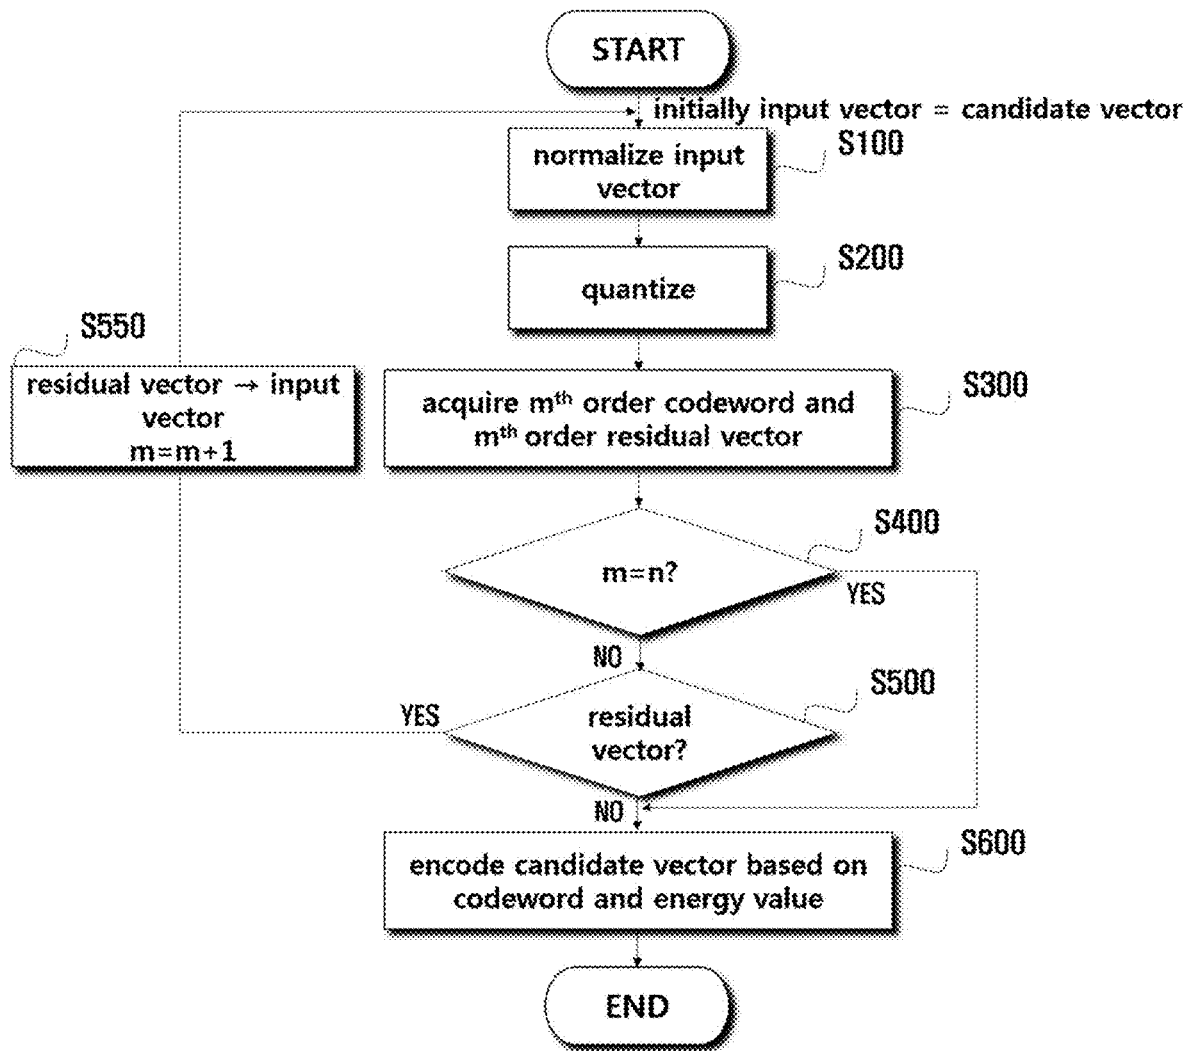 START
initially input vector = candidate vector
S100
normalize input
vector
S200
quantize
S550
residual vector → input
vector
m=m+1
S300
acquire mᵗʰ order codeword and
mᵗʰ order residual vector
S400
m=n?
YES
NO
S500
YES
residual
vector?
NO
S600
encode candidate vector based on
codeword and energy value
END